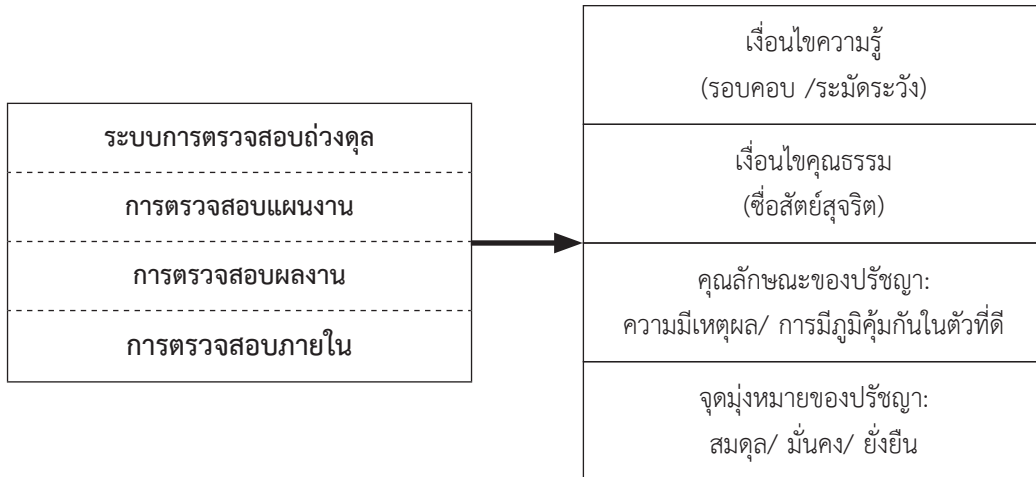 ระบบการตรวจสอบถ่วงดุล
การตรวจสอบแผนงาน
การตรวจสอบผลงาน
การตรวจสอบภายใน
เงื่อนไขความรู้
(รอบคอบ /ระมัดระวัง)
เงื่อนไขคุณธรรม
(ซื่อสัตย์สุจริต)
คุณลักษณะของปรัชญา:
ความมีเหตุผล/ การมีภูมิคุ้มกันในตัวที่ดี
จุดมุ่งหมายของปรัชญา:
สมดุล/ มั่นคง/ ยั่งยืน